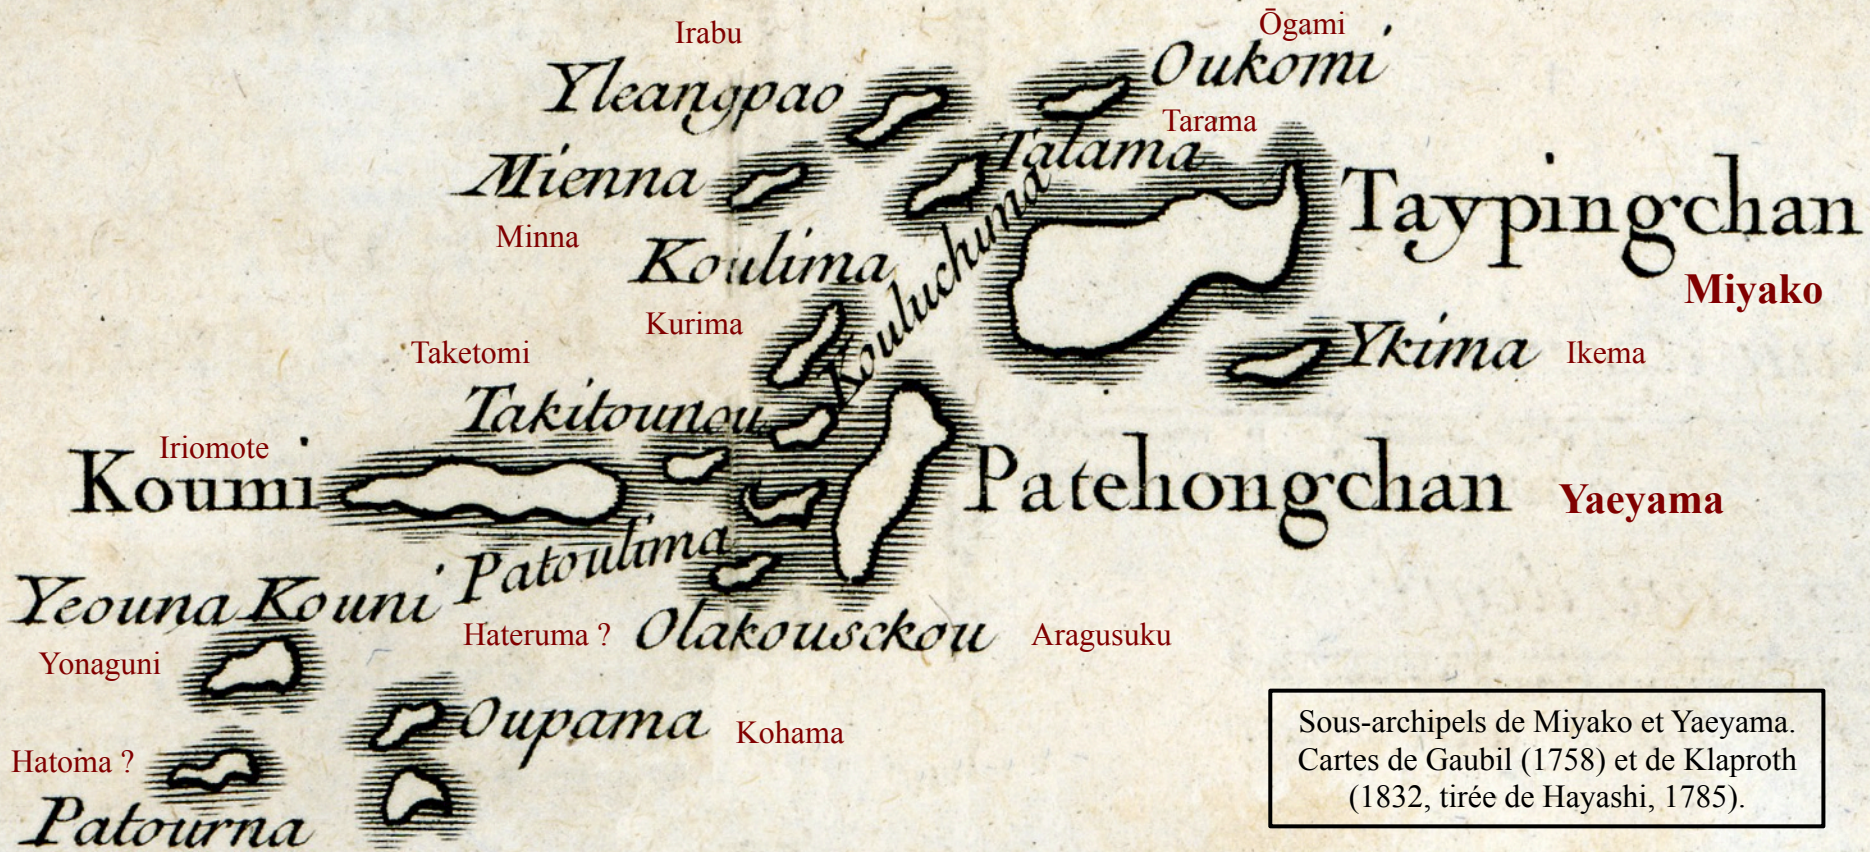 Irabu
Ōgami
Yleangpao
Oukomi
Tarama
Mienna
Talama
Taypingchan
Minna
Koulima
Kouluchuma
Miyako
Kurima
Taketomi
Ykima
Ikema
Takitounou
Iriomote
Koumi
Patchongchan
Yaeyama
Patoulima
Yeouna Kouni
Hateruma ?
Olakousckou
Aragusuku
Yonaguni
Oupama
Kohama
Hatoma ?
Patourna
Sous-archipels de Miyako et Yaeyama.
Cartes de Gaubil (1758) et de Klaproth
(1832, tirée de Hayashi, 1785).